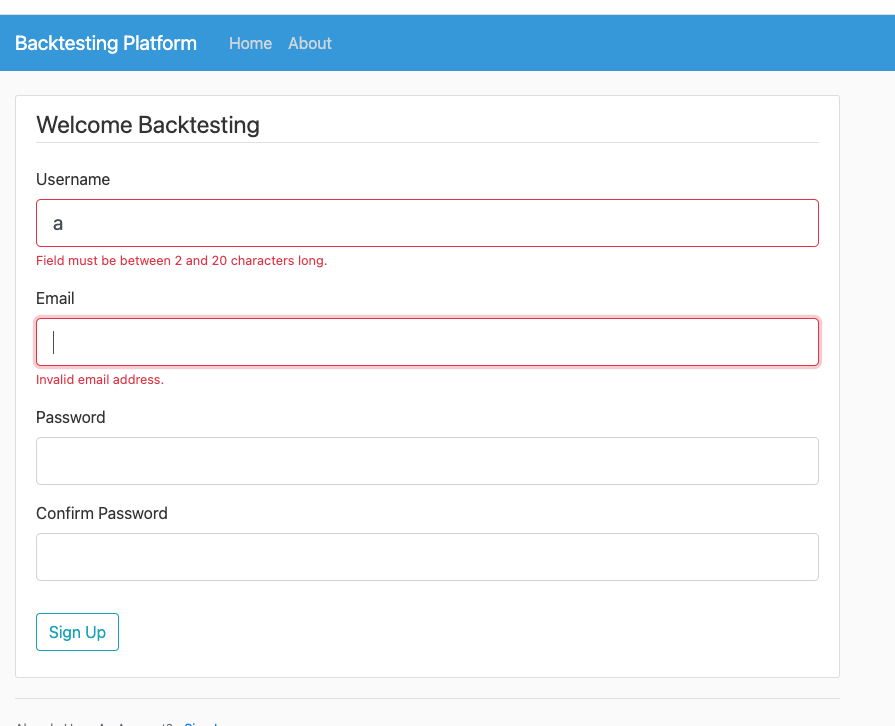 Backtesting Platform Home About
Welcome Backtesting
Username
a
Field must be between 2 and 20 characters long.
Email
Invalid email address.
Password
Confirm Password
Sign Up